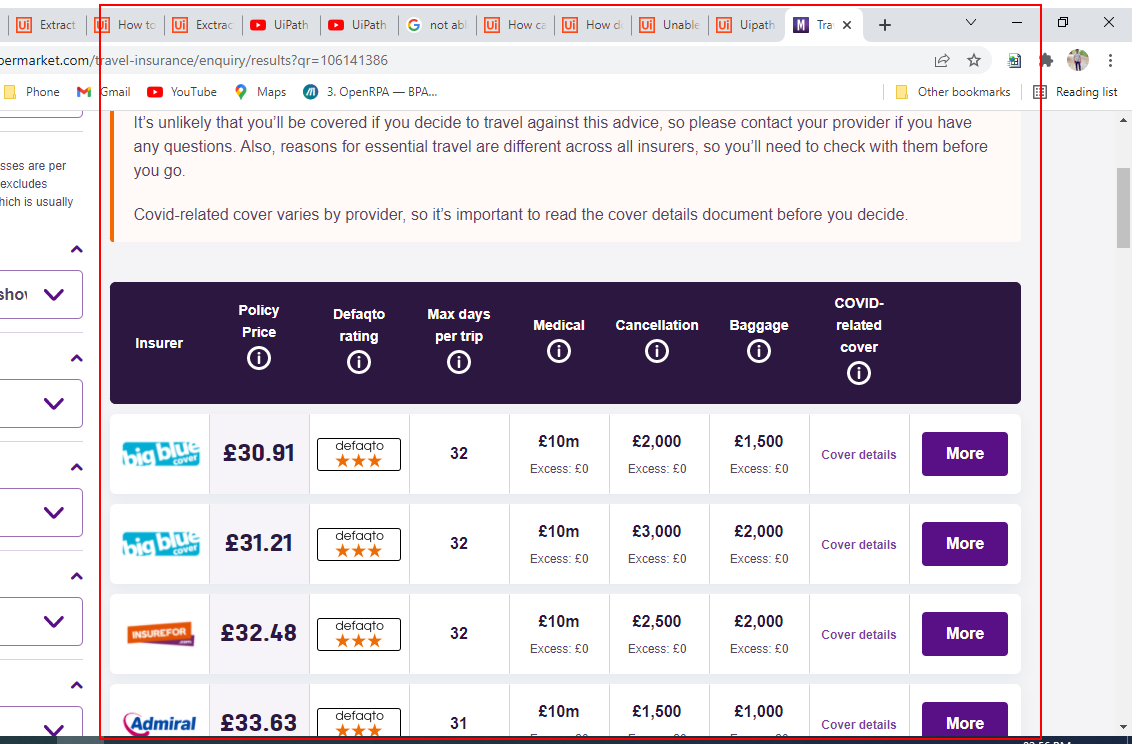 Extract
How to
Exctrac
UiPath
UiPath
not abl
How ca
How do
Unable
Uipath
Tra
permarket.com/travel-insurance/enquiry/results?qr=106141386
Phone
Gmail
YouTube
Maps
3. OpenRPA — BPA...
Other bookmarks
Reading list
It's unlikely that you'll be covered if you decide to travel against this advice, so please contact your provider if you have
any questions. Also, reasons for essential travel are different across all insurers, so you'll need to check with them before
you go.
Covid-related cover varies by provider, so it's important to read the cover details document before you decide.
sses are per
excludes
hich is usually
show
Insurer
Policy
Price
Defaqto
rating
Max days
per trip
Medical
Cancellation
Baggage
COVID-
related
cover
big blue
cover
£30.91
defaqto
32
£10m
Excess: £0
£2,000
Excess: £0
£1,500
Excess: £0
Cover details
More
big blue
cover
£31.21
defaqto
32
£10m
Excess: £0
£3,000
Excess: £0
£2,000
Excess: £0
Cover details
More
INSUREFOR
.com
£32.48
defaqto
32
£10m
Excess: £0
£2,500
Excess: £0
£2,000
Excess: £0
Cover details
More
Admiral
£33.63
defaqto
31
£10m
£1,500
£1,000
Cover details
More